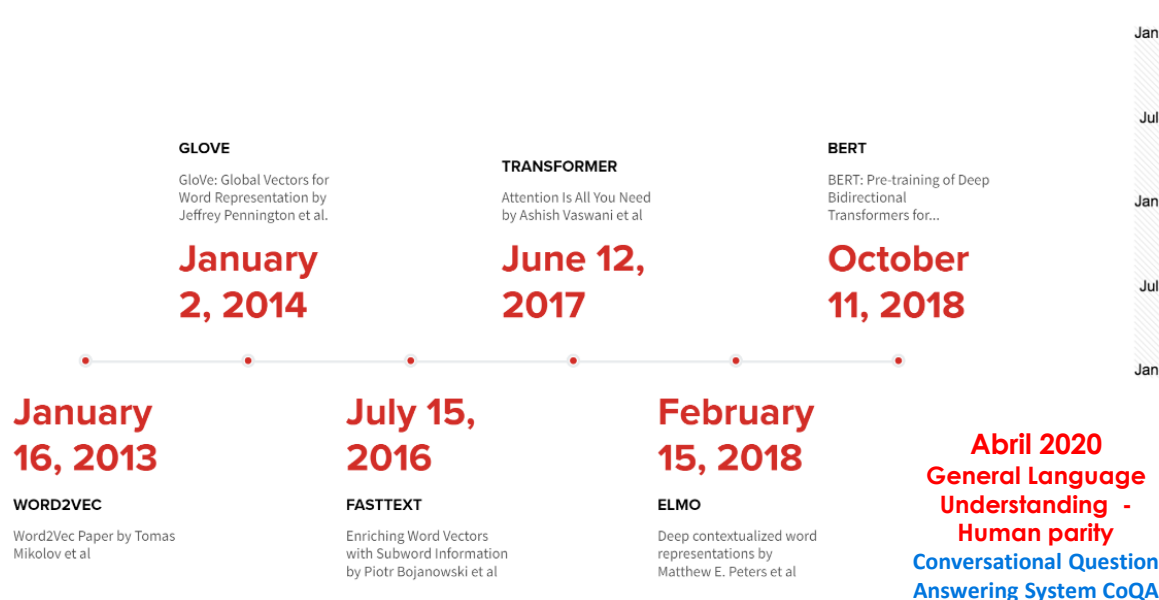 GLOVE
GloVe: Global Vectors for
Word Representation by
Jeffrey Pennington et al.
January
2, 2014
TRANSFORMER
Attention Is All You Need
by Ashish Vaswani et al
June 12,
2017
BERT
BERT: Pre-training of Deep
Bidirectional
Transformers for...
October
11, 2018
January
16, 2013
WORD2VEC
Word2Vec Paper by Tomas
Mikolov et al
July 15,
2016
FASTTEXT
Enriching Word Vectors
with Subword Information
by Piotr Bojanowski et al
February
15, 2018
ELMO
Deep contextualized word
representations by
Matthew E. Peters et al
Jan
Jul
Jan
Jul
Jan
Abril 2020
General Language
Understanding -
Human parity
Conversational Question
Answering System CoQA